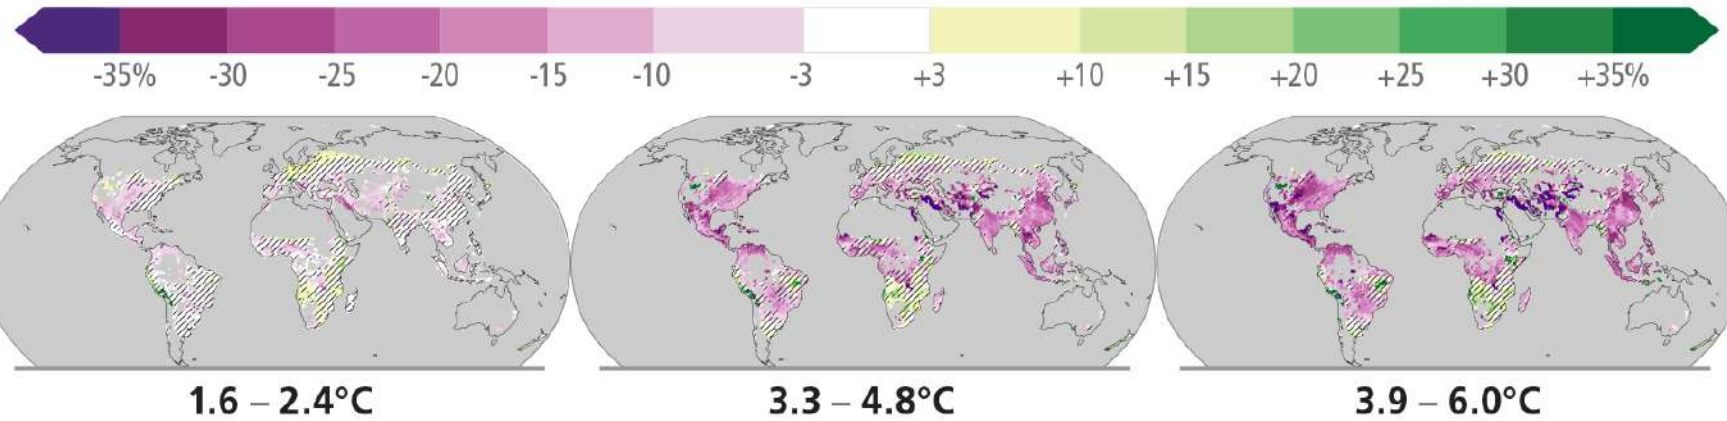 -35% -30 -25 -20 -15 -10 -3 +3 +10 +15 +20 +25 +30 +35%
1.6 – 2.4°C 3.3 – 4.8°C 3.9 – 6.0°C